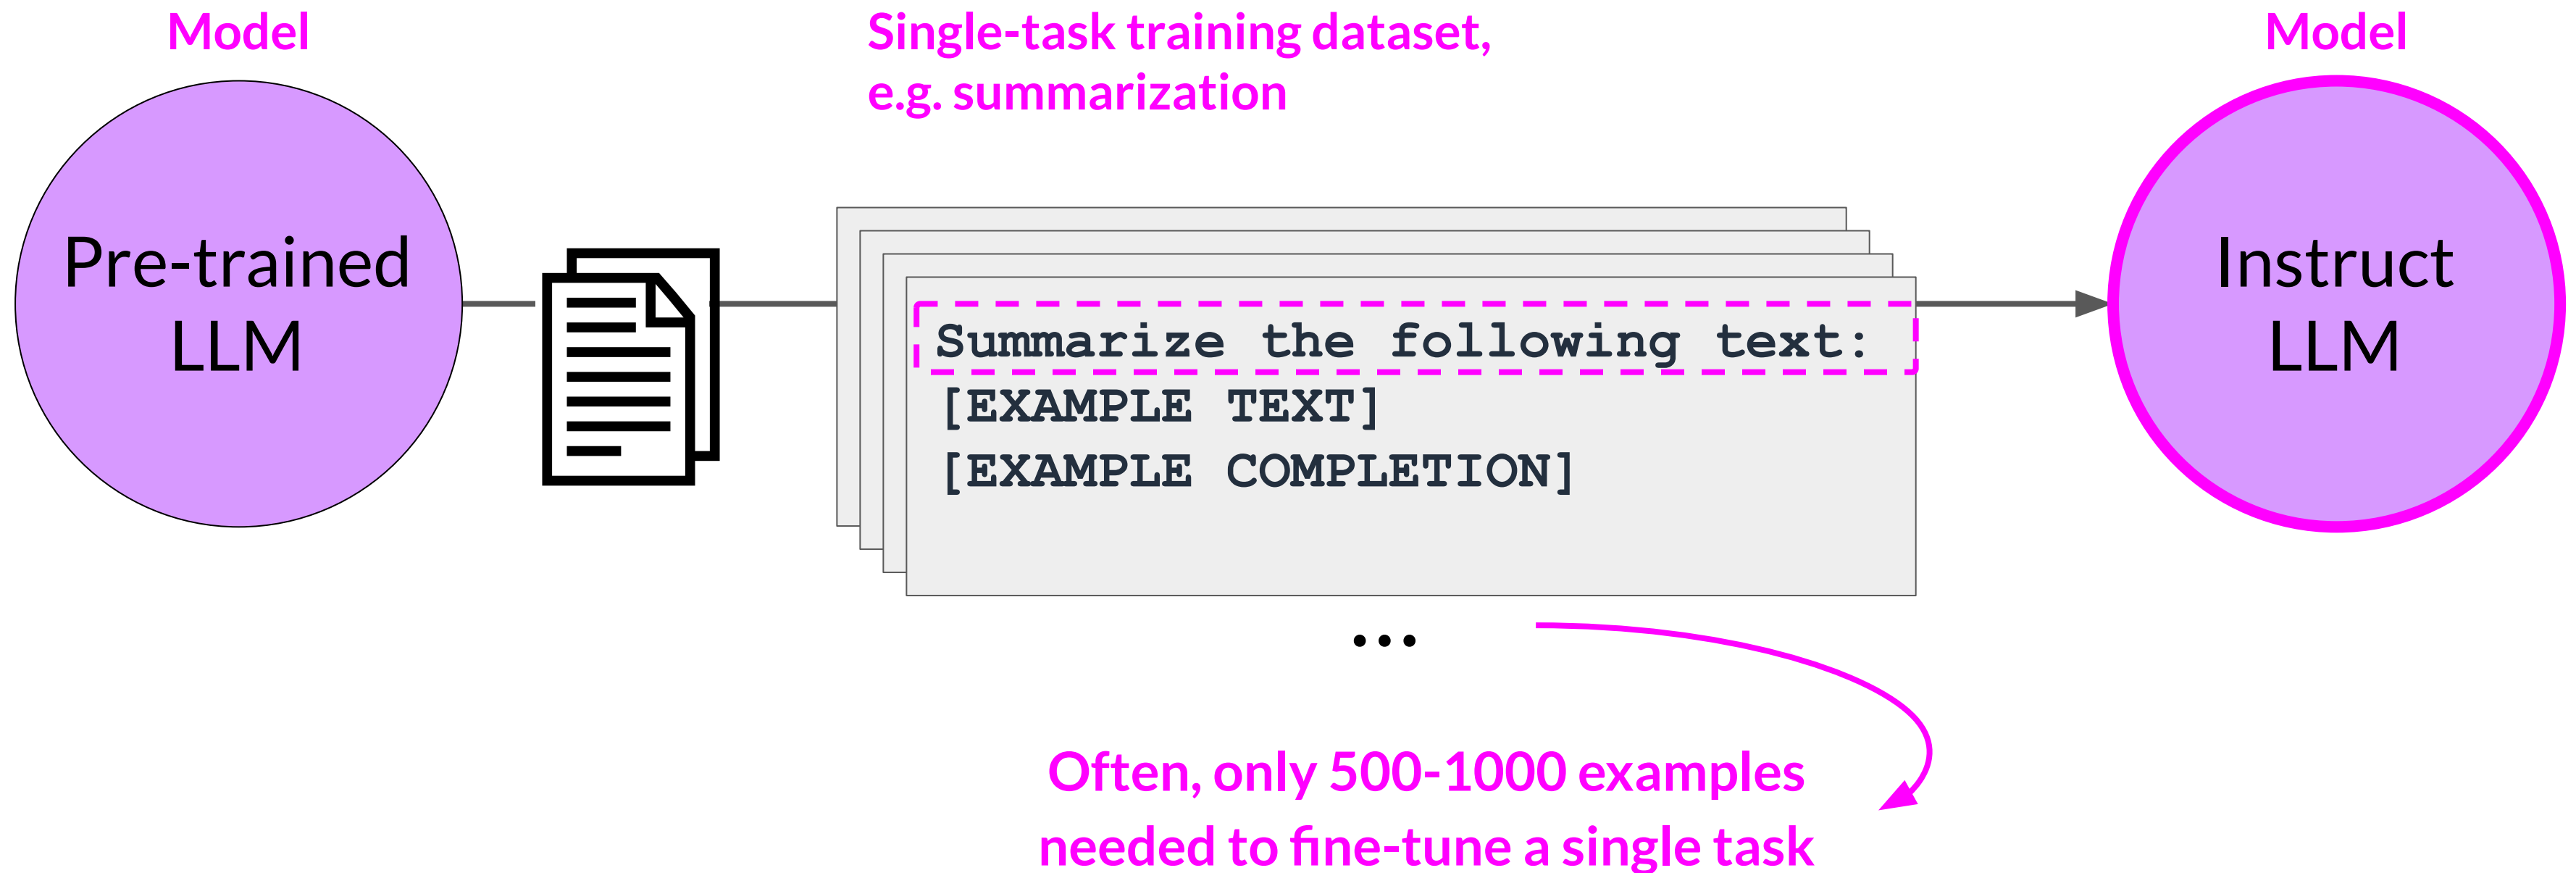 Model
Single-task training dataset,
e.g. summarization
Model
Pre-trained
LLM
Summarize the following text:
[EXAMPLE TEXT]
[EXAMPLE COMPLETION]
...
Instruct
LLM
Often, only 500-1000 examples
needed to fine-tune a single task